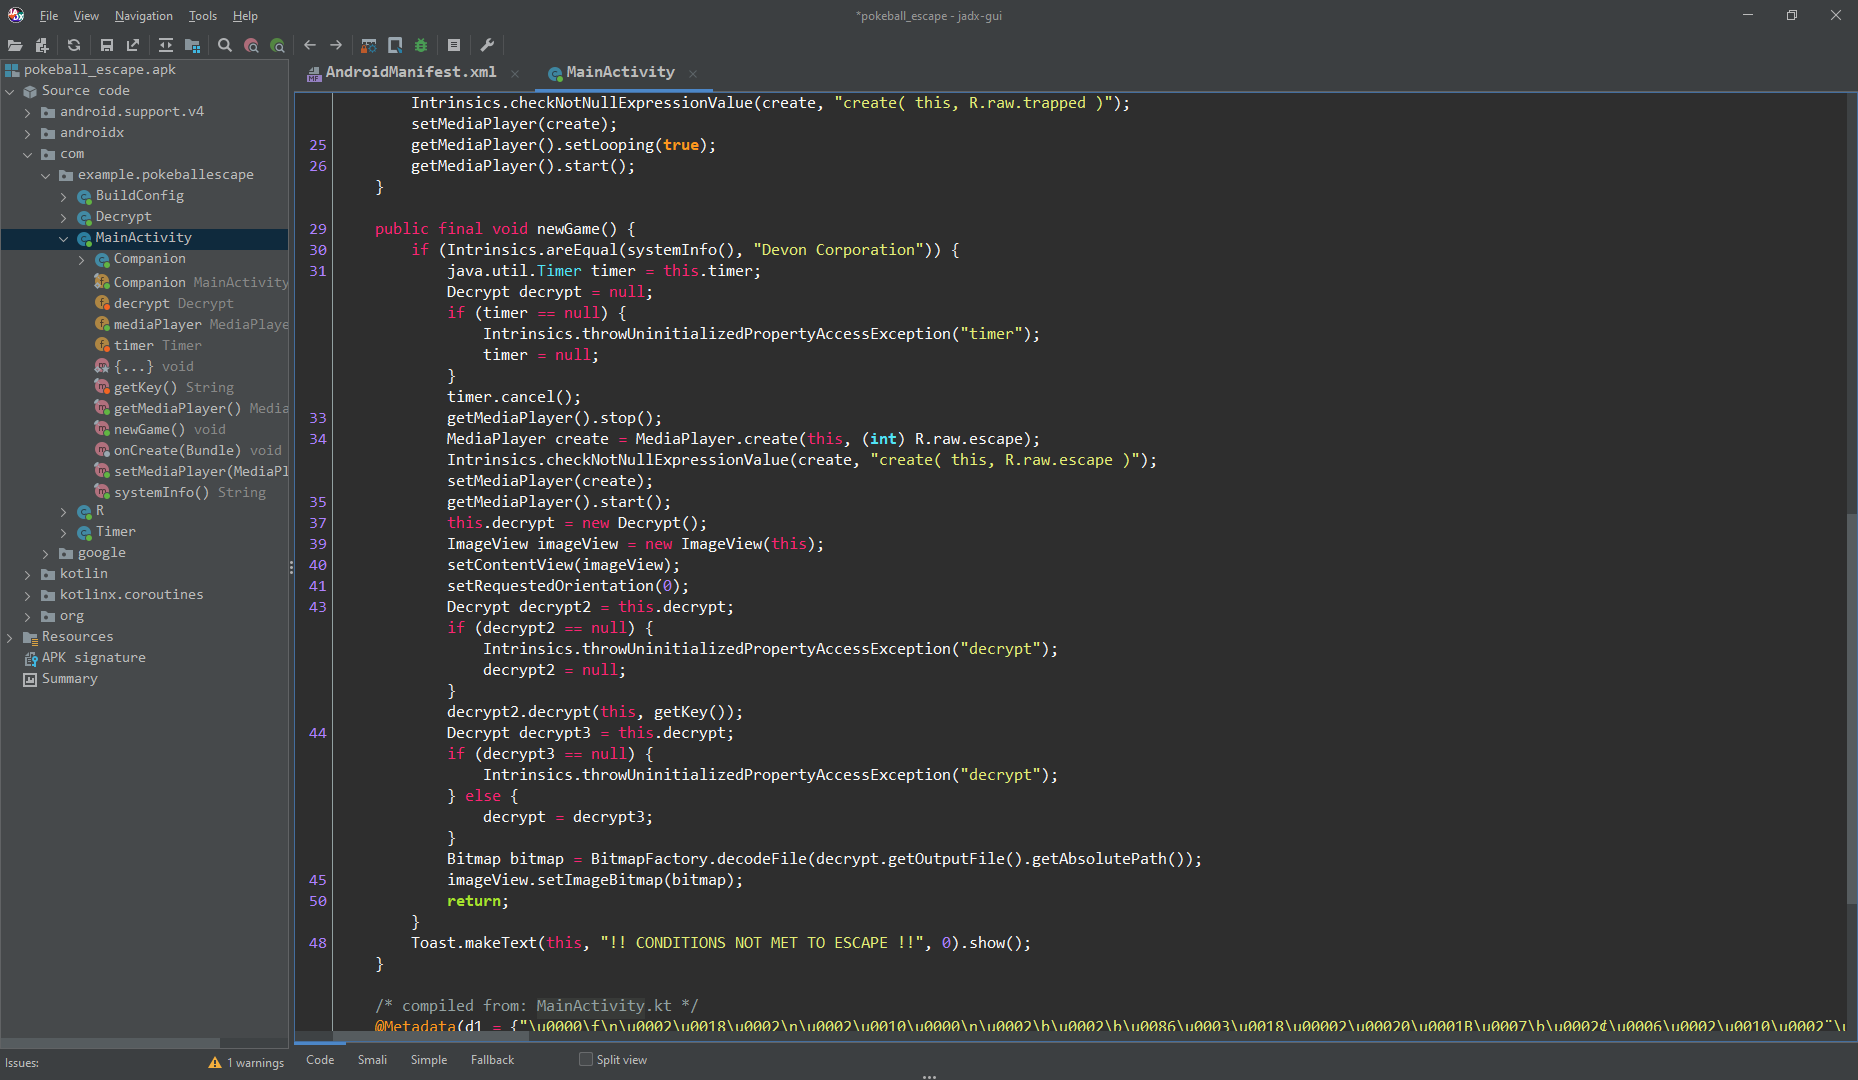 File View Navigation Tools Help
*pokeball_escape - jadx-gui
pokeball_escape.apk
Source code
android.support.v4
androidx
com
example.pokeballescape
BuildConfig
Decrypt
MainActivity
Companion
Companion MainActivity
decrypt Decrypt
mediaPlayer MediaPlaye
timer Timer
{...} void
getKey() String
getMediaPlayer() Media
newGame() void
onCreate(Bundle) void
setMediaPlayer(MediaPl
systemInfo() String
R
Timer
google
kotlin
kotlinx.coroutines
org
Resources
APK signature
Summary
Issues:
1 warnings
AndroidManifest.xml
MainActivity
Intrinsics.checkNotNullExpressionValue(create, "create( this, R.raw.trapped )");
setMediaPlayer(create);
25 getMediaPlayer().setLooping(true);
26 getMediaPlayer().start();
}
29 public final void newGame() {
30 if (Intrinsics.areEqual(systemInfo(), "Devon Corporation")) {
31 java.util.Timer timer = this.timer;
Decrypt decrypt = null;
if (timer == null) {
Intrinsics.throwUninitializedPropertyAccessException("timer");
timer = null;
}
timer.cancel();
33 getMediaPlayer().stop();
34 MediaPlayer create = MediaPlayer.create(this, (int) R.raw.escape);
Intrinsics.checkNotNullExpressionValue(create, "create( this, R.raw.escape )");
setMediaPlayer(create);
35 getMediaPlayer().start();
37 this.decrypt = new Decrypt();
39 ImageView imageView = new ImageView(this);
40 setContentView(imageView);
41 setRequestedOrientation(0);
43 Decrypt decrypt2 = this.decrypt;
if (decrypt2 == null) {
Intrinsics.throwUninitializedPropertyAccessException("decrypt");
decrypt2 = null;
}
decrypt2.decrypt(this, getKey());
44 Decrypt decrypt3 = this.decrypt;
if (decrypt3 == null) {
Intrinsics.throwUninitializedPropertyAccessException("decrypt");
} else {
decrypt = decrypt3;
}
Bitmap bitmap = BitmapFactory.decodeFile(decrypt.getOutputFile().getAbsolutePath());
45 imageView.setImageBitmap(bitmap);
50 return;
}
48 Toast.makeText(this, "!! CONDITIONS NOT MET TO ESCAPE !!", 0).show();
}
/* compiled from: MainActivity.kt */
@Metadata(d1 = {"\u0000\f\n\u0002\u0018\u0002\n\u0002\u0010\u0000\n\u0002\b\u0002\b\u0086\u0003\u0018\u00002\u00020\u0001B\u0007\b\u0002¢\u0006\u0002\u0010\u0002¨\u
Code Smali Simple Fallback Split view